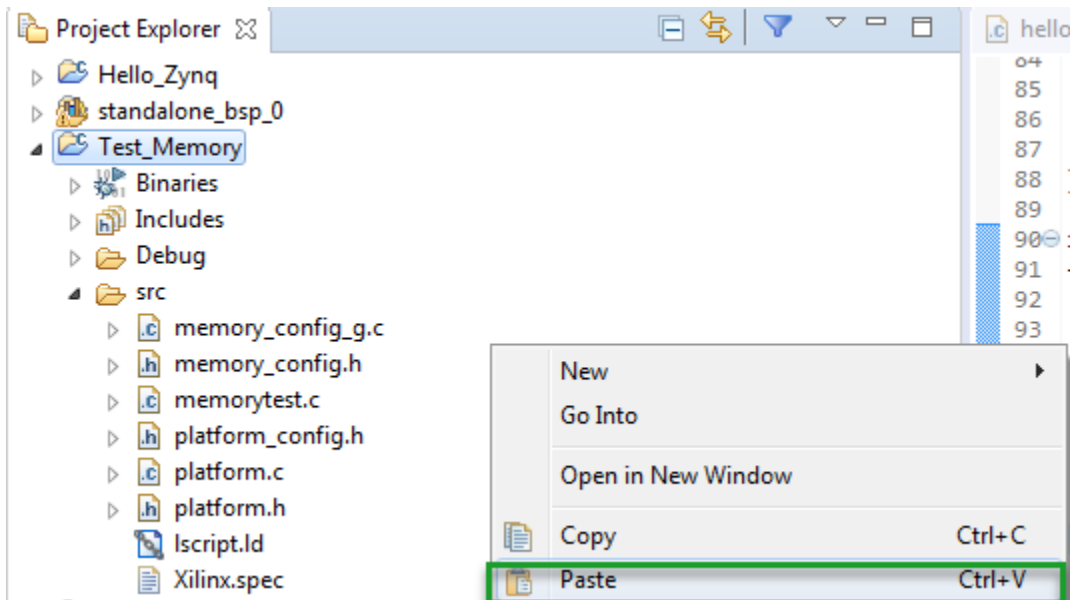 Project Explorer
hello
Hello_Zynq
84
85
standalone_bsp_0
86
Test_Memory
87
Binaries
88
Includes
89
90
Debug
91
src
92
memory_config_g.c
93
memory_config.h
New
memorytest.c
Go Into
platform_config.h
platform.c
Open in New Window
platform.h
lscript.ld
Copy Ctrl+C
Xilinx.spec
Paste Ctrl+V